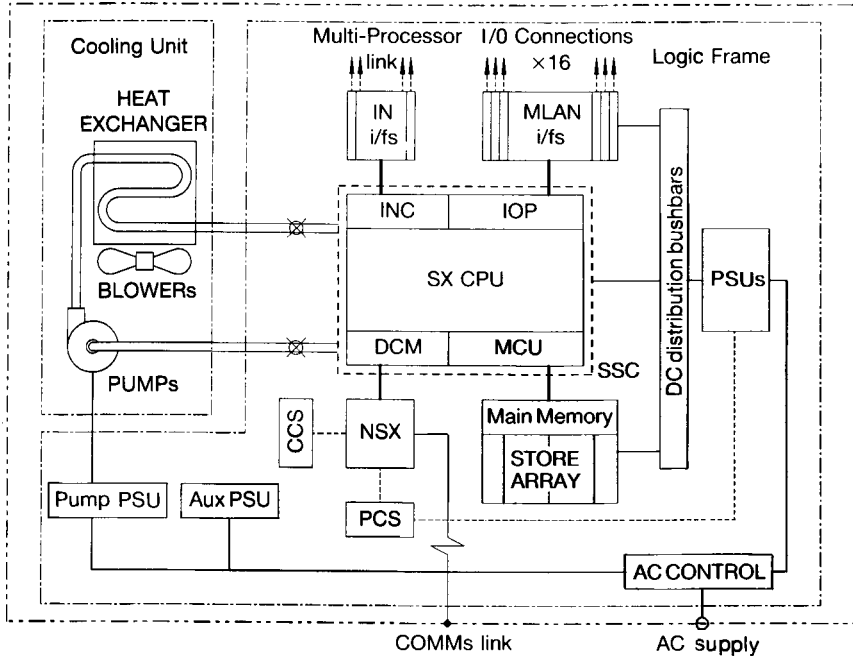 Cooling Unit
HEAT
EXCHANGER
BLOWERs
PUMPs
Multi-Processor
link
I/0 Connections
×16
Logic Frame
IN
i/fs
MLAN
i/fs
INC
IOP
SX CPU
DCM
MCU
SSC
DC distribution bushbars
PSUs
CCS
NSX
PCS
Main Memory
STORE
ARRAY
Pump PSU
Aux PSU
AC CONTROL
COMMs link
AC supply